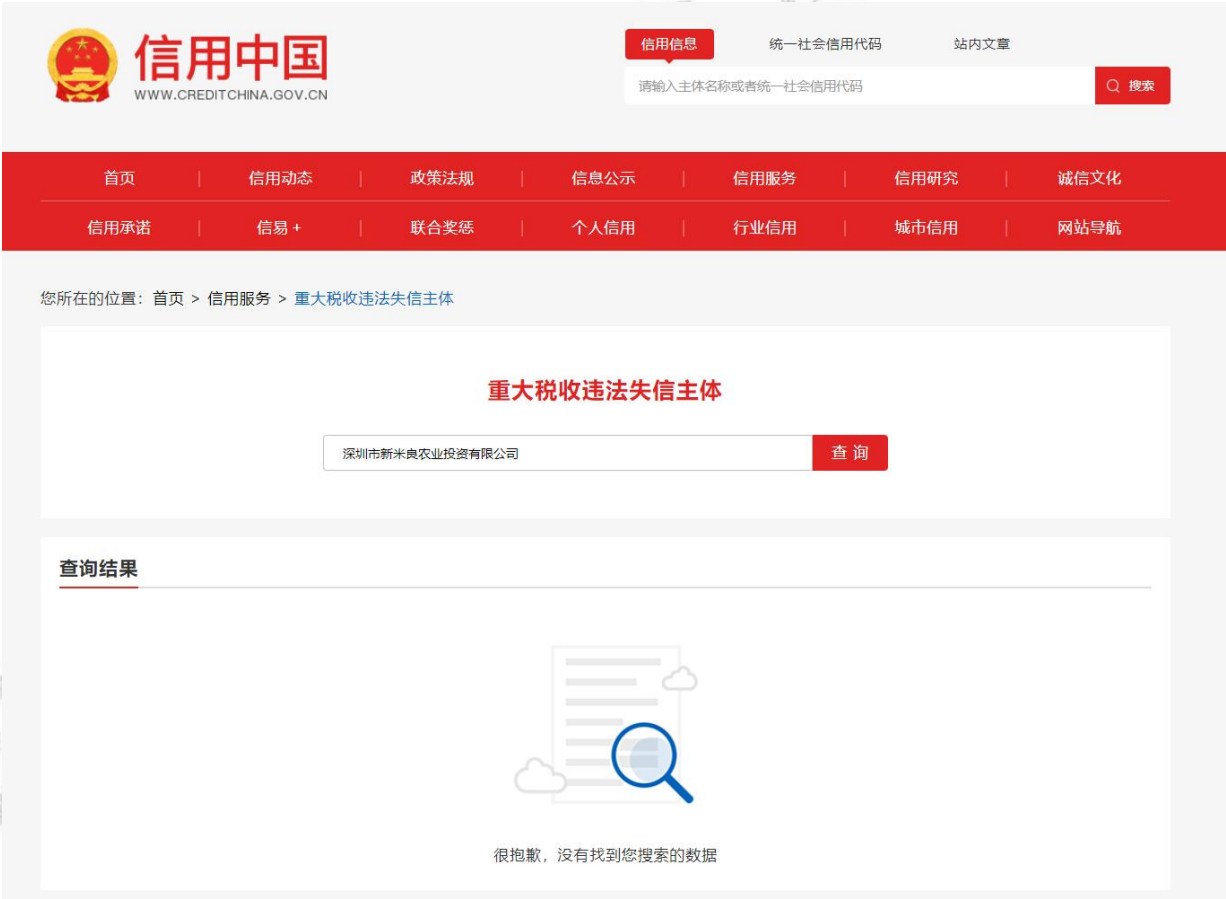 信用中国
WWW.CREDITCHINA.GOV.CN
信用信息 统一社会信用代码 站内文章
请输入主体名称或者统一社会信用代码 搜索
首页 | 信用动态 | 政策法规 | 信息公示 | 信用服务 | 信用研究 | 诚信文化
信用承诺 | 信易+ | 联合奖惩 | 个人信用 | 行业信用 | 城市信用 | 网站导航
您所在的位置：首页 > 信用服务 > 重大税收违法失信主体
重大税收违法失信主体
深圳市新米良农业投资有限公司 查询
查询结果
很抱歉，没有找到您搜索的数据